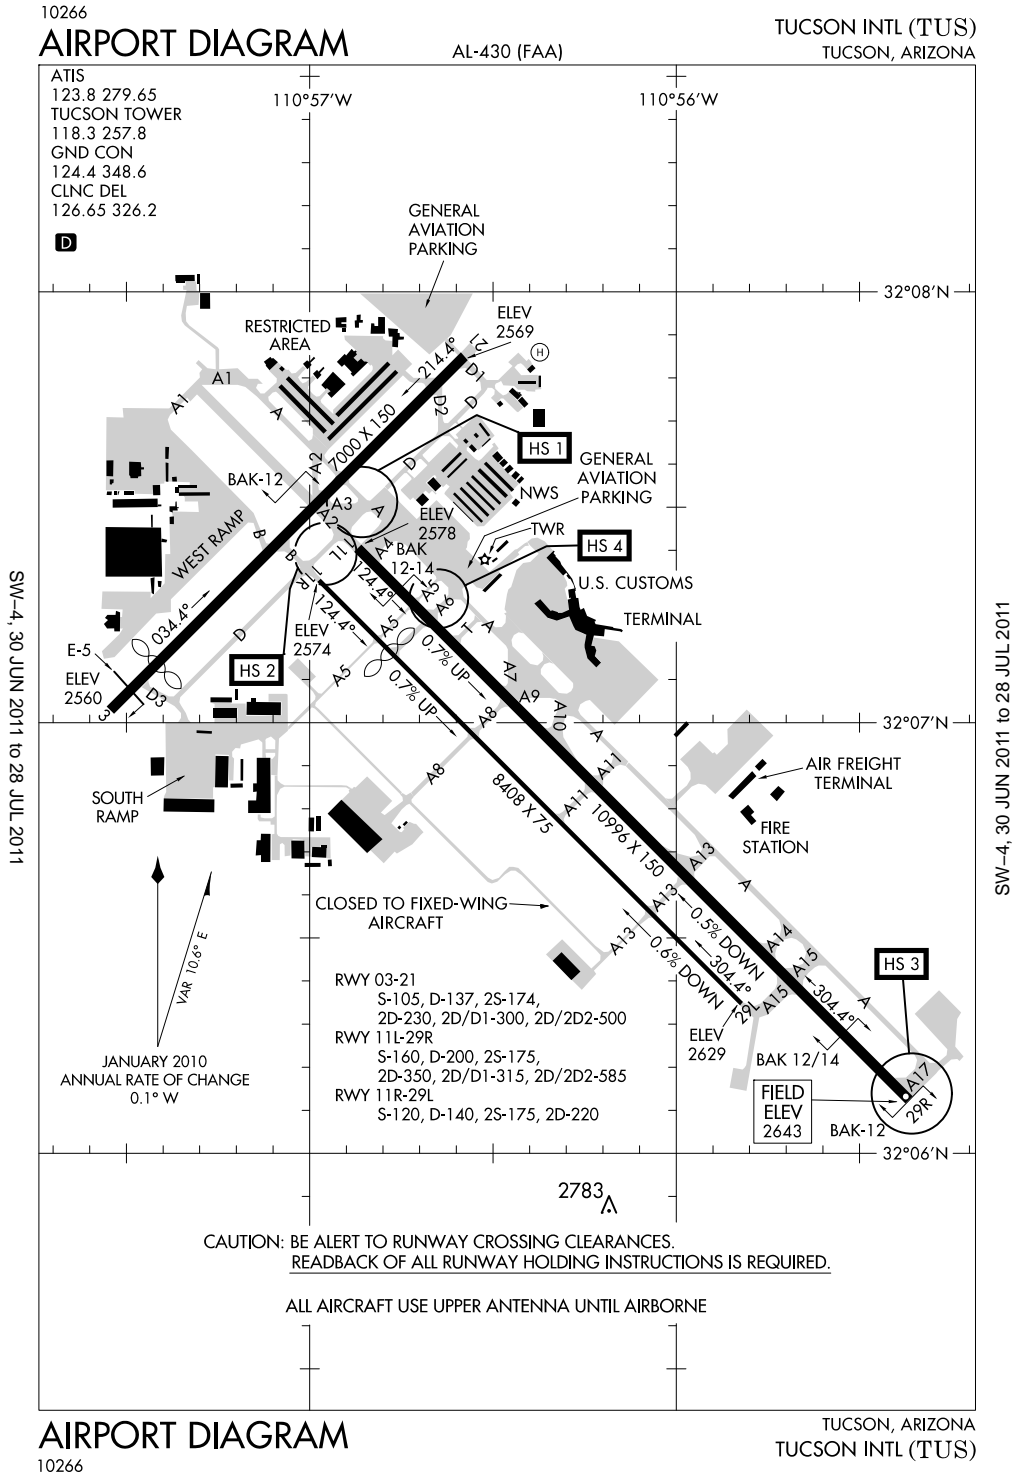 10266
AIRPORT DIAGRAM
AL-430 (FAA)
TUCSON INTL (TUS)
TUCSON, ARIZONA
ATIS
123.8 279.65
TUCSON TOWER
118.3 257.8
GND CON
124.4 348.6
CLNC DEL
126.65 326.2
D
110°57'W
110°56'W
GENERAL
AVIATION
PARKING
32°08'N
RESTRICTED
AREA
ELEV
2569
21
H
214.4°
A1
A1
A
D1
D
D2
7000 X 150
HS 1
A2
D
BAK-12
GENERAL
AVIATION
PARKING
NWS
A3
A2
A
ELEV
2578
TWR
HS 4
WEST RAMP
B
B
11L
A4
BAK
12-14
11R
124.4°
A5
A6
U.S. CUSTOMS
TERMINAL
034.4°
D
ELEV
2574
124.4°
A5
T
A
E-5
ELEV
2560
HS 2
A5
0.7% UP
A7
D3
3
0.7% UP
A9
A8
A10
32°07'N
A
A8
A11
A11
8408 X 75
10996 X 150
AIR FREIGHT
TERMINAL
SOUTH
RAMP
FIRE
STATION
A13
A13
A
CLOSED TO FIXED-WING
AIRCRAFT
A13
0.5% DOWN
0.6% DOWN
304.4°
A14
A15
A15
HS 3
VAR 10.6° E
29L
304.4°
A
RWY 03-21
S-105, D-137, 2S-174,
2D-230, 2D/D1-300, 2D/2D2-500
RWY 11L-29R
S-160, D-200, 2S-175,
2D-350, 2D/D1-315, 2D/2D2-585
RWY 11R-29L
S-120, D-140, 2S-175, 2D-220
ELEV
2629
BAK 12/14
JANUARY 2010
ANNUAL RATE OF CHANGE
0.1° W
FIELD
ELEV
2643
A17
29R
BAK-12
32°06'N
2783
CAUTION: BE ALERT TO RUNWAY CROSSING CLEARANCES.
READBACK OF ALL RUNWAY HOLDING INSTRUCTIONS IS REQUIRED.
ALL AIRCRAFT USE UPPER ANTENNA UNTIL AIRBORNE
SW-4, 30 JUN 2011 to 28 JUL 2011
SW-4, 30 JUN 2011 to 28 JUL 2011
AIRPORT DIAGRAM
10266
TUCSON, ARIZONA
TUCSON INTL (TUS)